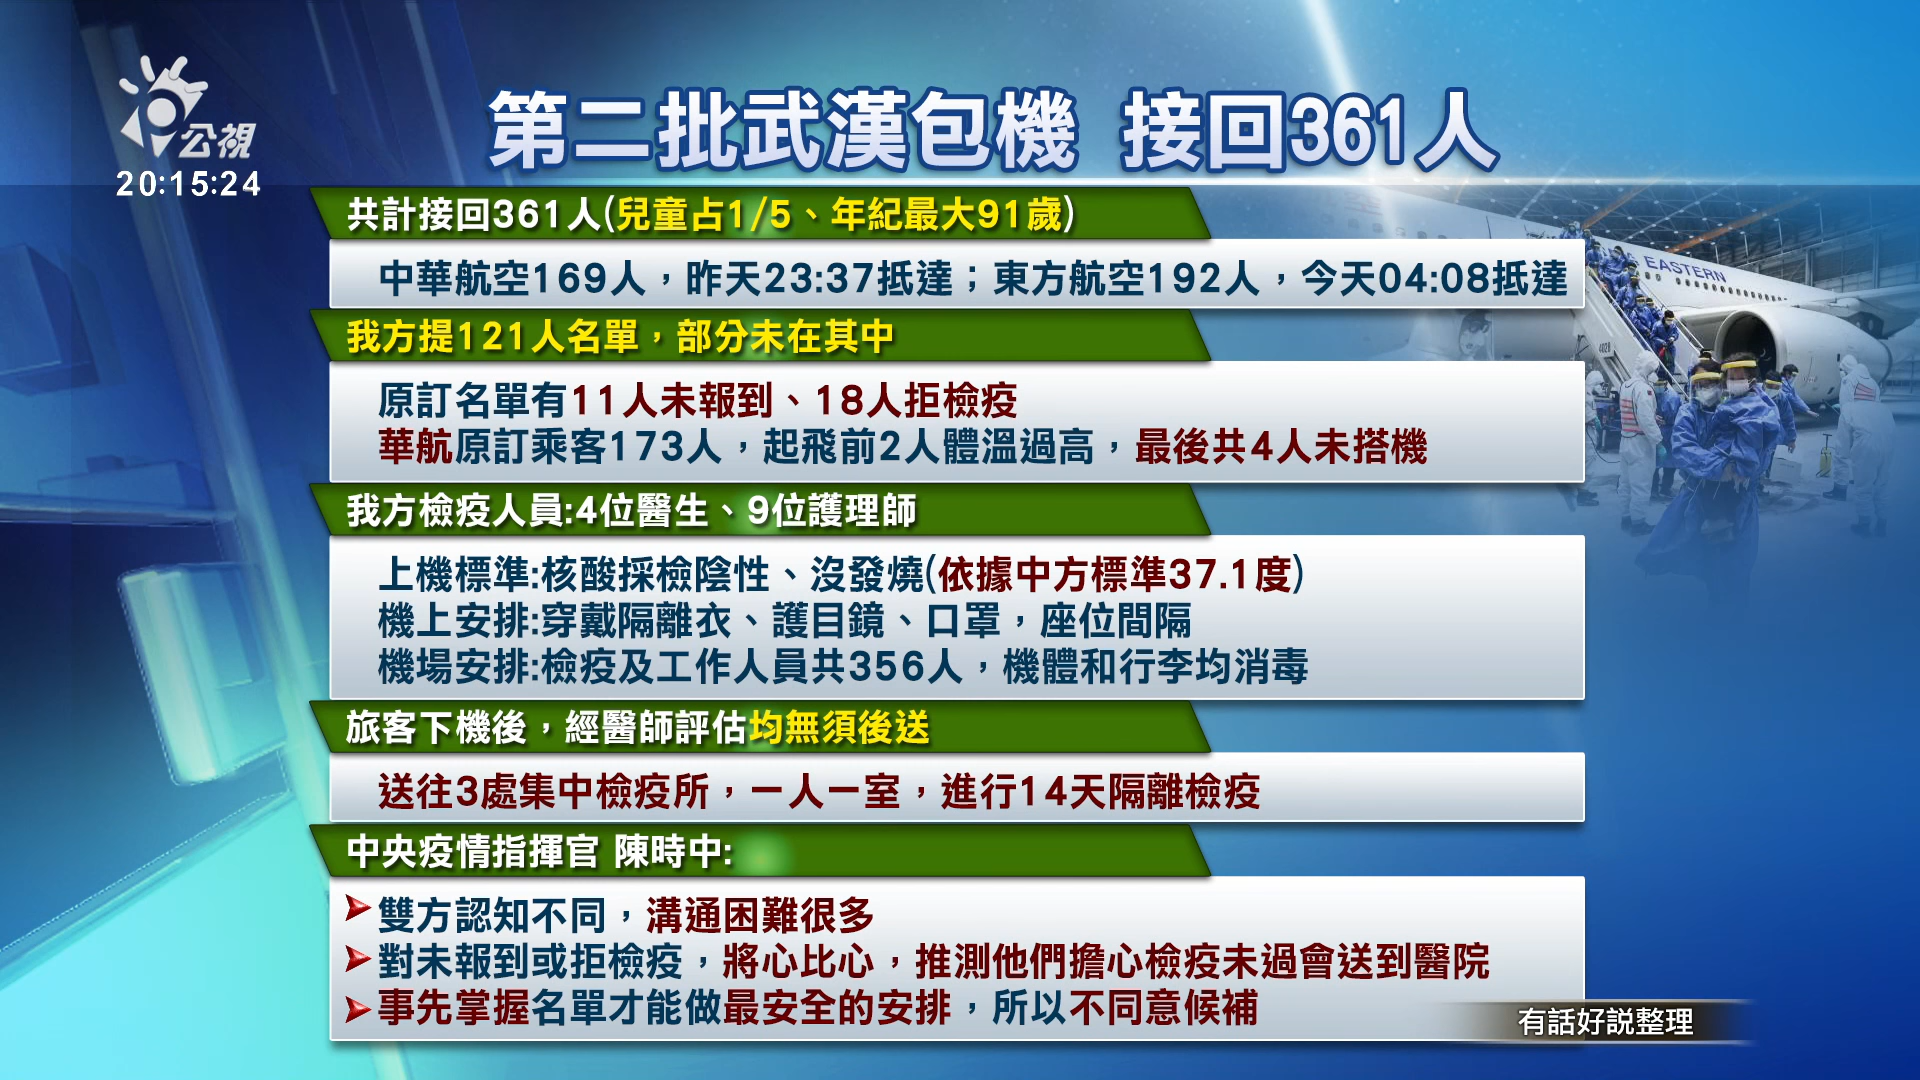 公視
20:15:24
第二批武漢包機 接回361人
共計接回361人(兒童占1/5、年紀最大91歲)
中華航空169人，昨天23:37抵達；東方航空192人，今天04:08抵達
A EASTERN
我方提121人名單，部分未在其中
原訂名單有11人未報到、18人拒檢疫
華航原訂乘客173人，起飛前2人體溫過高，最後共4人未搭機
我方檢疫人員:4位醫生、9位護理師
上機標準:核酸採檢陰性、沒發燒(依據中方標準37.1度)
機上安排:穿戴隔離衣、護目鏡、口罩，座位間隔
機場安排:檢疫及工作人員共356人，機體和行李均消毒
旅客下機後，經醫師評估均無須後送
送往3處集中檢疫所，一人一室，進行14天隔離檢疫
中央疫情指揮官 陳時中:
雙方認知不同，溝通困難很多
對未報到或拒檢疫，將心比心，推測他們擔心檢疫未過會送到醫院
事先掌握名單才能做最安全的安排，所以不同意候補
有話好說整理